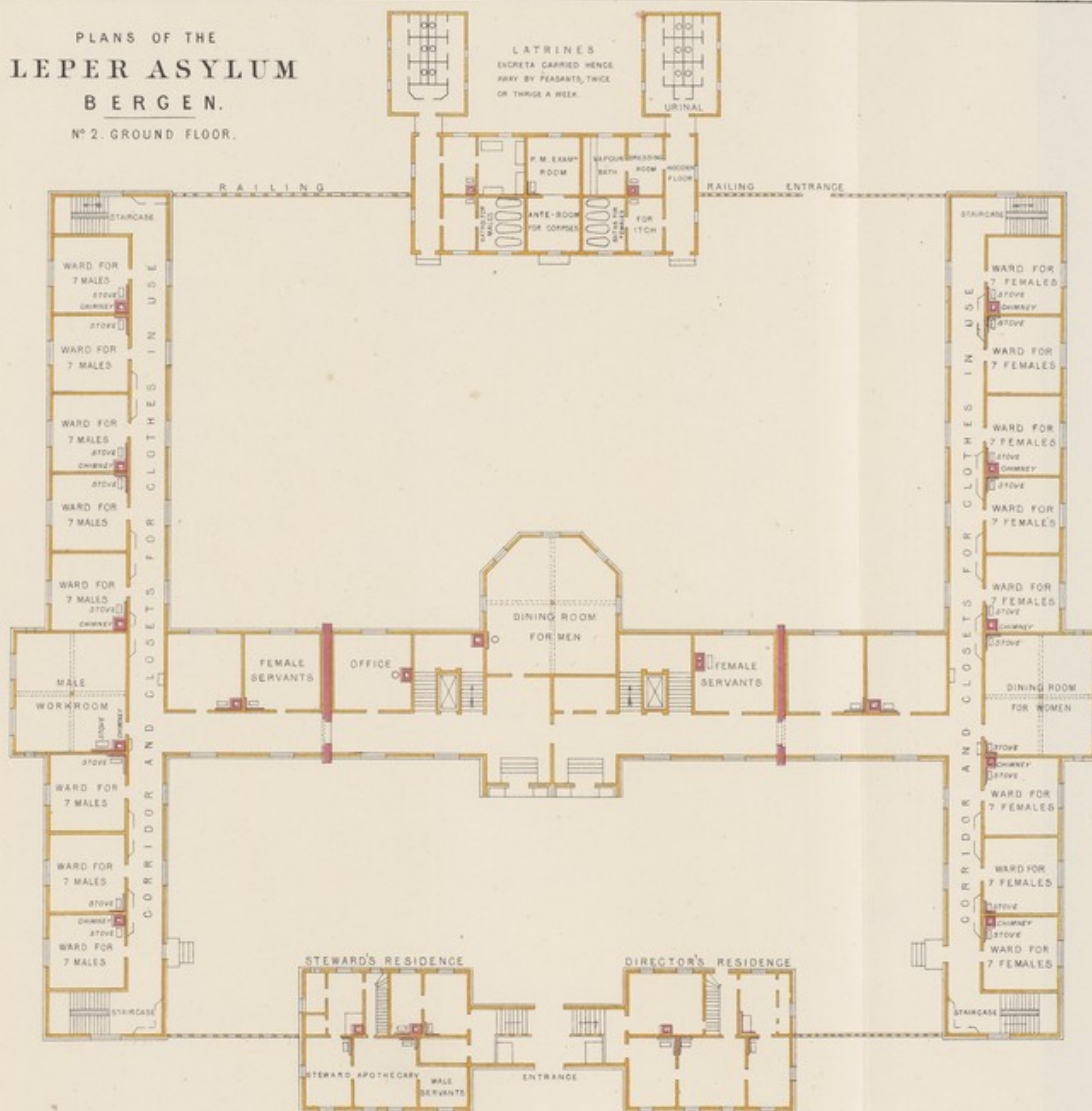 PLANS OF THE
LEPER ASYLUM
BERGEN.
Nº 2. GROUND FLOOR.
LATRINES
EXCRETA CARRIED HENCE
AWAY BY PEASANTS, TWICE
OR THRICE A WEEK.
URINAL
P. M. EXAMN
ROOM
VAPOUR
BATH
DRESSING
ROOM
WOODEN
FLOOR
RAILING
RAILING ENTRANCE
BATHS FOR
MALES
ANTE-ROOM
FOR CORPSES
BATHS FOR
FEMALES
FOR
ITCH
STAIRCASE
WARD FOR
7 MALES
STOVE
CHIMNEY
STOVE
WARD FOR
7 MALES
WARD FOR
7 MALES
STOVE
CHIMNEY
STOVE
WARD FOR
7 MALES
WARD FOR
7 MALES
STOVE
CHIMNEY
MALE
WORKROOM
STOVE
CHIMNEY
STOVE
WARD FOR
7 MALES
WARD FOR
7 MALES
STOVE
CHIMNEY
STOVE
WARD FOR
7 MALES
STAIRCASE
CORRIDOR AND CLOSETS FOR CLOTHES IN USE
FEMALE
SERVANTS
OFFICE
DINING ROOM
FOR MEN
FEMALE
SERVANTS
CORRIDOR AND CLOSETS FOR CLOTHES IN USE
STAIRCASE
WARD FOR
7 FEMALES
STOVE
CHIMNEY
STOVE
WARD FOR
7 FEMALES
WARD FOR
7 FEMALES
STOVE
CHIMNEY
STOVE
WARD FOR
7 FEMALES
WARD FOR
7 FEMALES
STOVE
CHIMNEY
STOVE
DINING ROOM
FOR WOMEN
STOVE
CHIMNEY
STOVE
WARD FOR
7 FEMALES
WARD FOR
7 FEMALES
STOVE
CHIMNEY
STOVE
WARD FOR
7 FEMALES
STAIRCASE
STEWARD'S RESIDENCE
DIRECTOR'S RESIDENCE
STEWARD APOTHECARY
MALE
SERVANTS
ENTRANCE